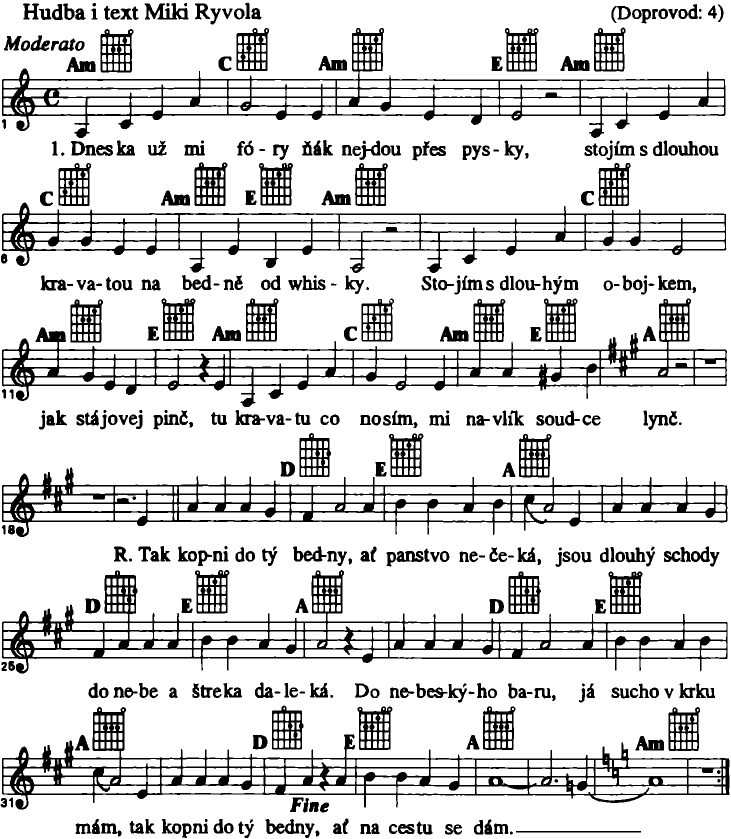 Hudba i text Miki Ryvola (Doprovod: 4)
Moderato
Am C Am E Am
1
1. Dnes ka už mi fó - ry ňák nej-dou přes pys - ky, stojím s dlouhou
C Am E Am C
6
kra-va-tou na bed-ně od whis-ky. Sto-jím s dlou-hým o-boj-kem,
Am E Am C Am E A
11
jak stájovej pinč, tu kra-va-tu co nosím, mi na-vlík soud-ce lynč.
D E A
18
R. Tak kop-ni do tý bed-ny, ať panstvo ne-če-ká, jsou dlouhý schody
D E A D E
25
do ne-be a štreka da-le-ká. Do ne-bes-ký-ho ba-ru, já sucho v krku
A D E A Am
31
Fine
mám, tak kopni do tý bedny, ať na cestu se dám.